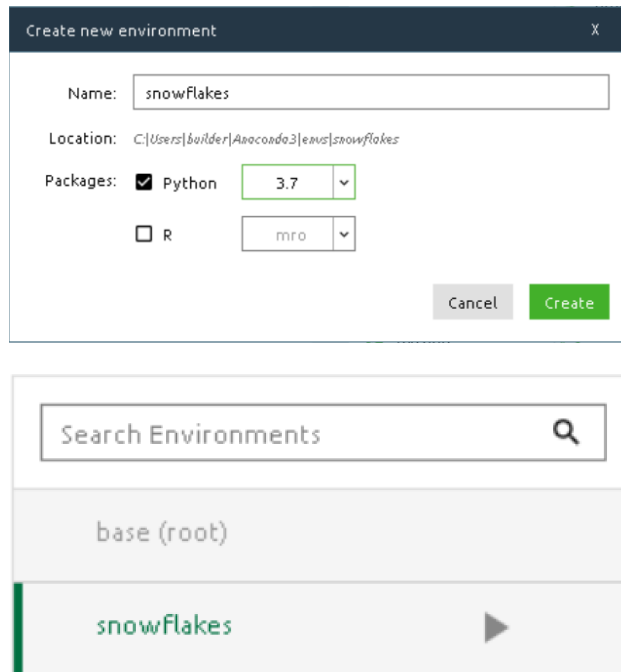 Create new environment X
Name: snowflakes
Location: C:|Users|builder|Anaconda3|envs|snowflakes
Packages: Python 3.7
R mro
Cancel Create
Search Environments
base (root)
snowflakes